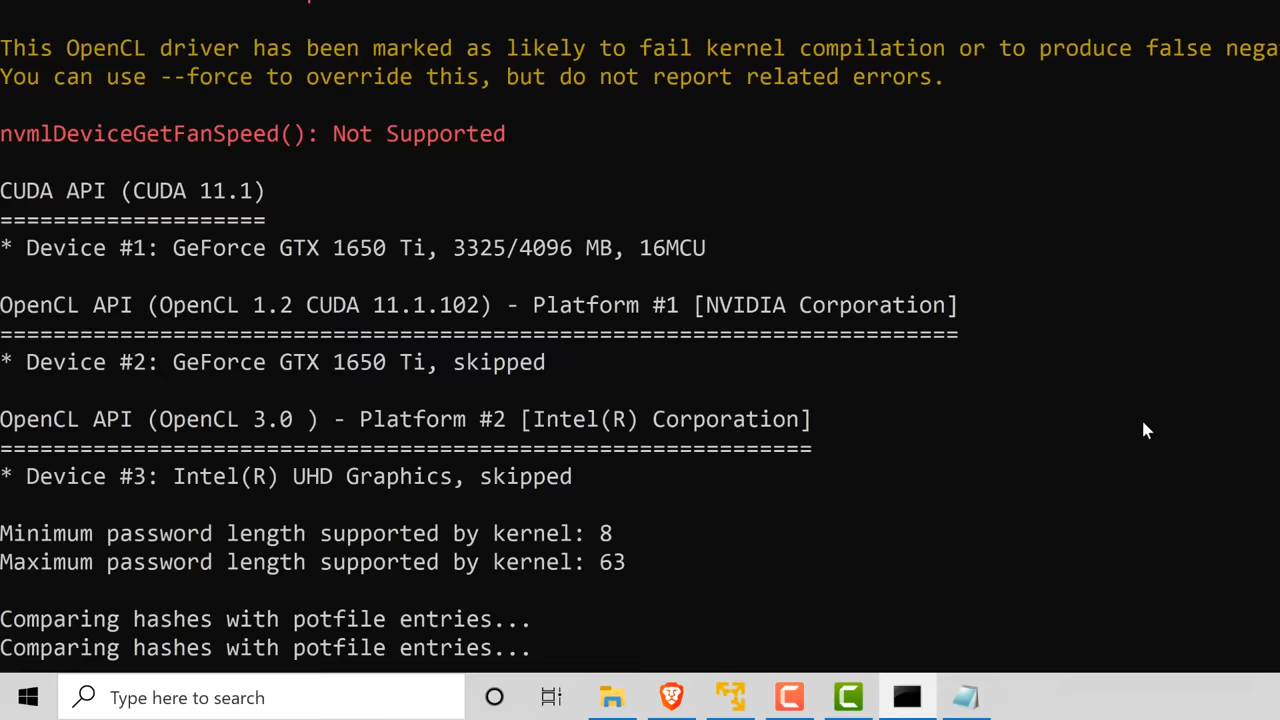 This OpenCL driver has been marked as likely to fail kernel compilation or to produce false nega
You can use --force to override this, but do not report related errors.
nvmlDeviceGetFanSpeed(): Not Supported
CUDA API (CUDA 11.1)
====================
* Device #1: GeForce GTX 1650 Ti, 3325/4096 MB, 16MCU
OpenCL API (OpenCL 1.2 CUDA 11.1.102) - Platform #1 [NVIDIA Corporation]
========================================================================
* Device #2: GeForce GTX 1650 Ti, skipped
OpenCL API (OpenCL 3.0 ) - Platform #2 [Intel(R) Corporation]
=============================================================
* Device #3: Intel(R) UHD Graphics, skipped
Minimum password length supported by kernel: 8
Maximum password length supported by kernel: 63
Comparing hashes with potfile entries...
Comparing hashes with potfile entries...
Type here to search